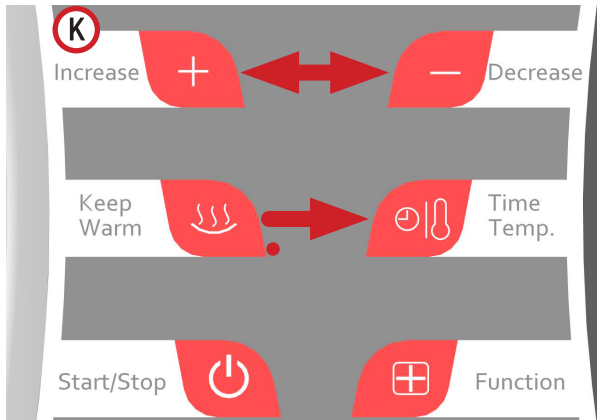 K
Increase
Decrease
Keep
Warm
Time
Temp.
Start/Stop
Function